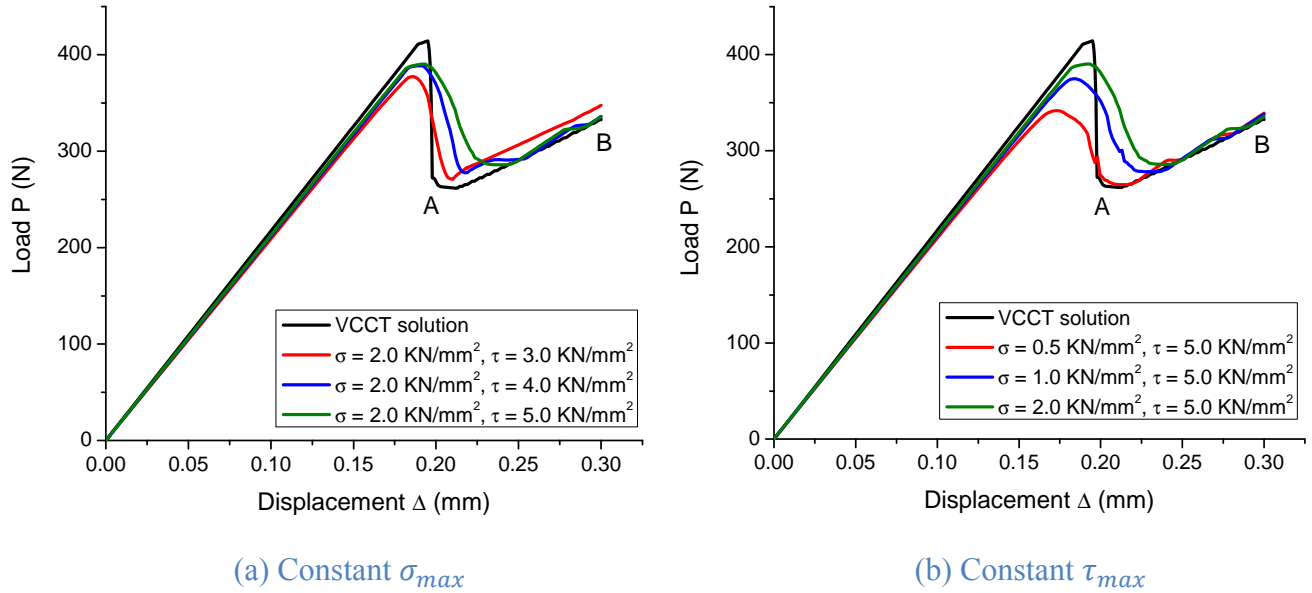 400
300
200
100
0
0.00 0.05 0.10 0.15 0.20 0.25 0.30
Load P (N)
Displacement Δ (mm)
A
B
VCCT solution
σ = 2.0 KN/mm², τ = 3.0 KN/mm²
σ = 2.0 KN/mm², τ = 4.0 KN/mm²
σ = 2.0 KN/mm², τ = 5.0 KN/mm²
(a) Constant σmax
400
300
200
100
0
0.00 0.05 0.10 0.15 0.20 0.25 0.30
Load P (N)
Displacement Δ (mm)
A
B
VCCT solution
σ = 0.5 KN/mm², τ = 5.0 KN/mm²
σ = 1.0 KN/mm², τ = 5.0 KN/mm²
σ = 2.0 KN/mm², τ = 5.0 KN/mm²
(b) Constant τmax